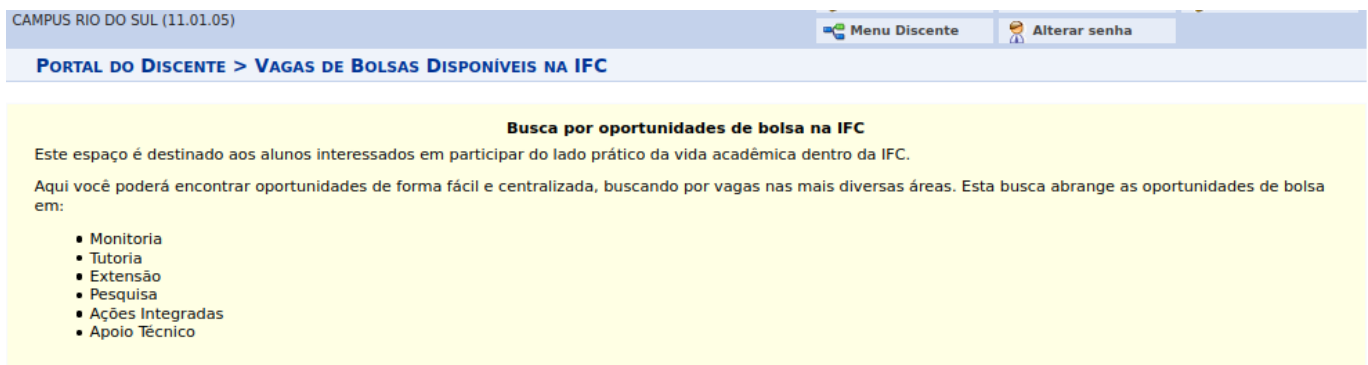 CAMPUS RIO DO SUL (11.01.05)
Menu Discente
Alterar senha
PORTAL DO DISCENTE > VAGAS DE BOLSAS DISPONÍVEIS NA IFC
Busca por oportunidades de bolsa na IFC
Este espaço é destinado aos alunos interessados em participar do lado prático da vida acadêmica dentro da IFC.
Aqui você poderá encontrar oportunidades de forma fácil e centralizada, buscando por vagas nas mais diversas áreas. Esta busca abrange as oportunidades de bolsa
em:
• Monitoria
• Tutoria
• Extensão
• Pesquisa
• Ações Integradas
• Apoio Técnico